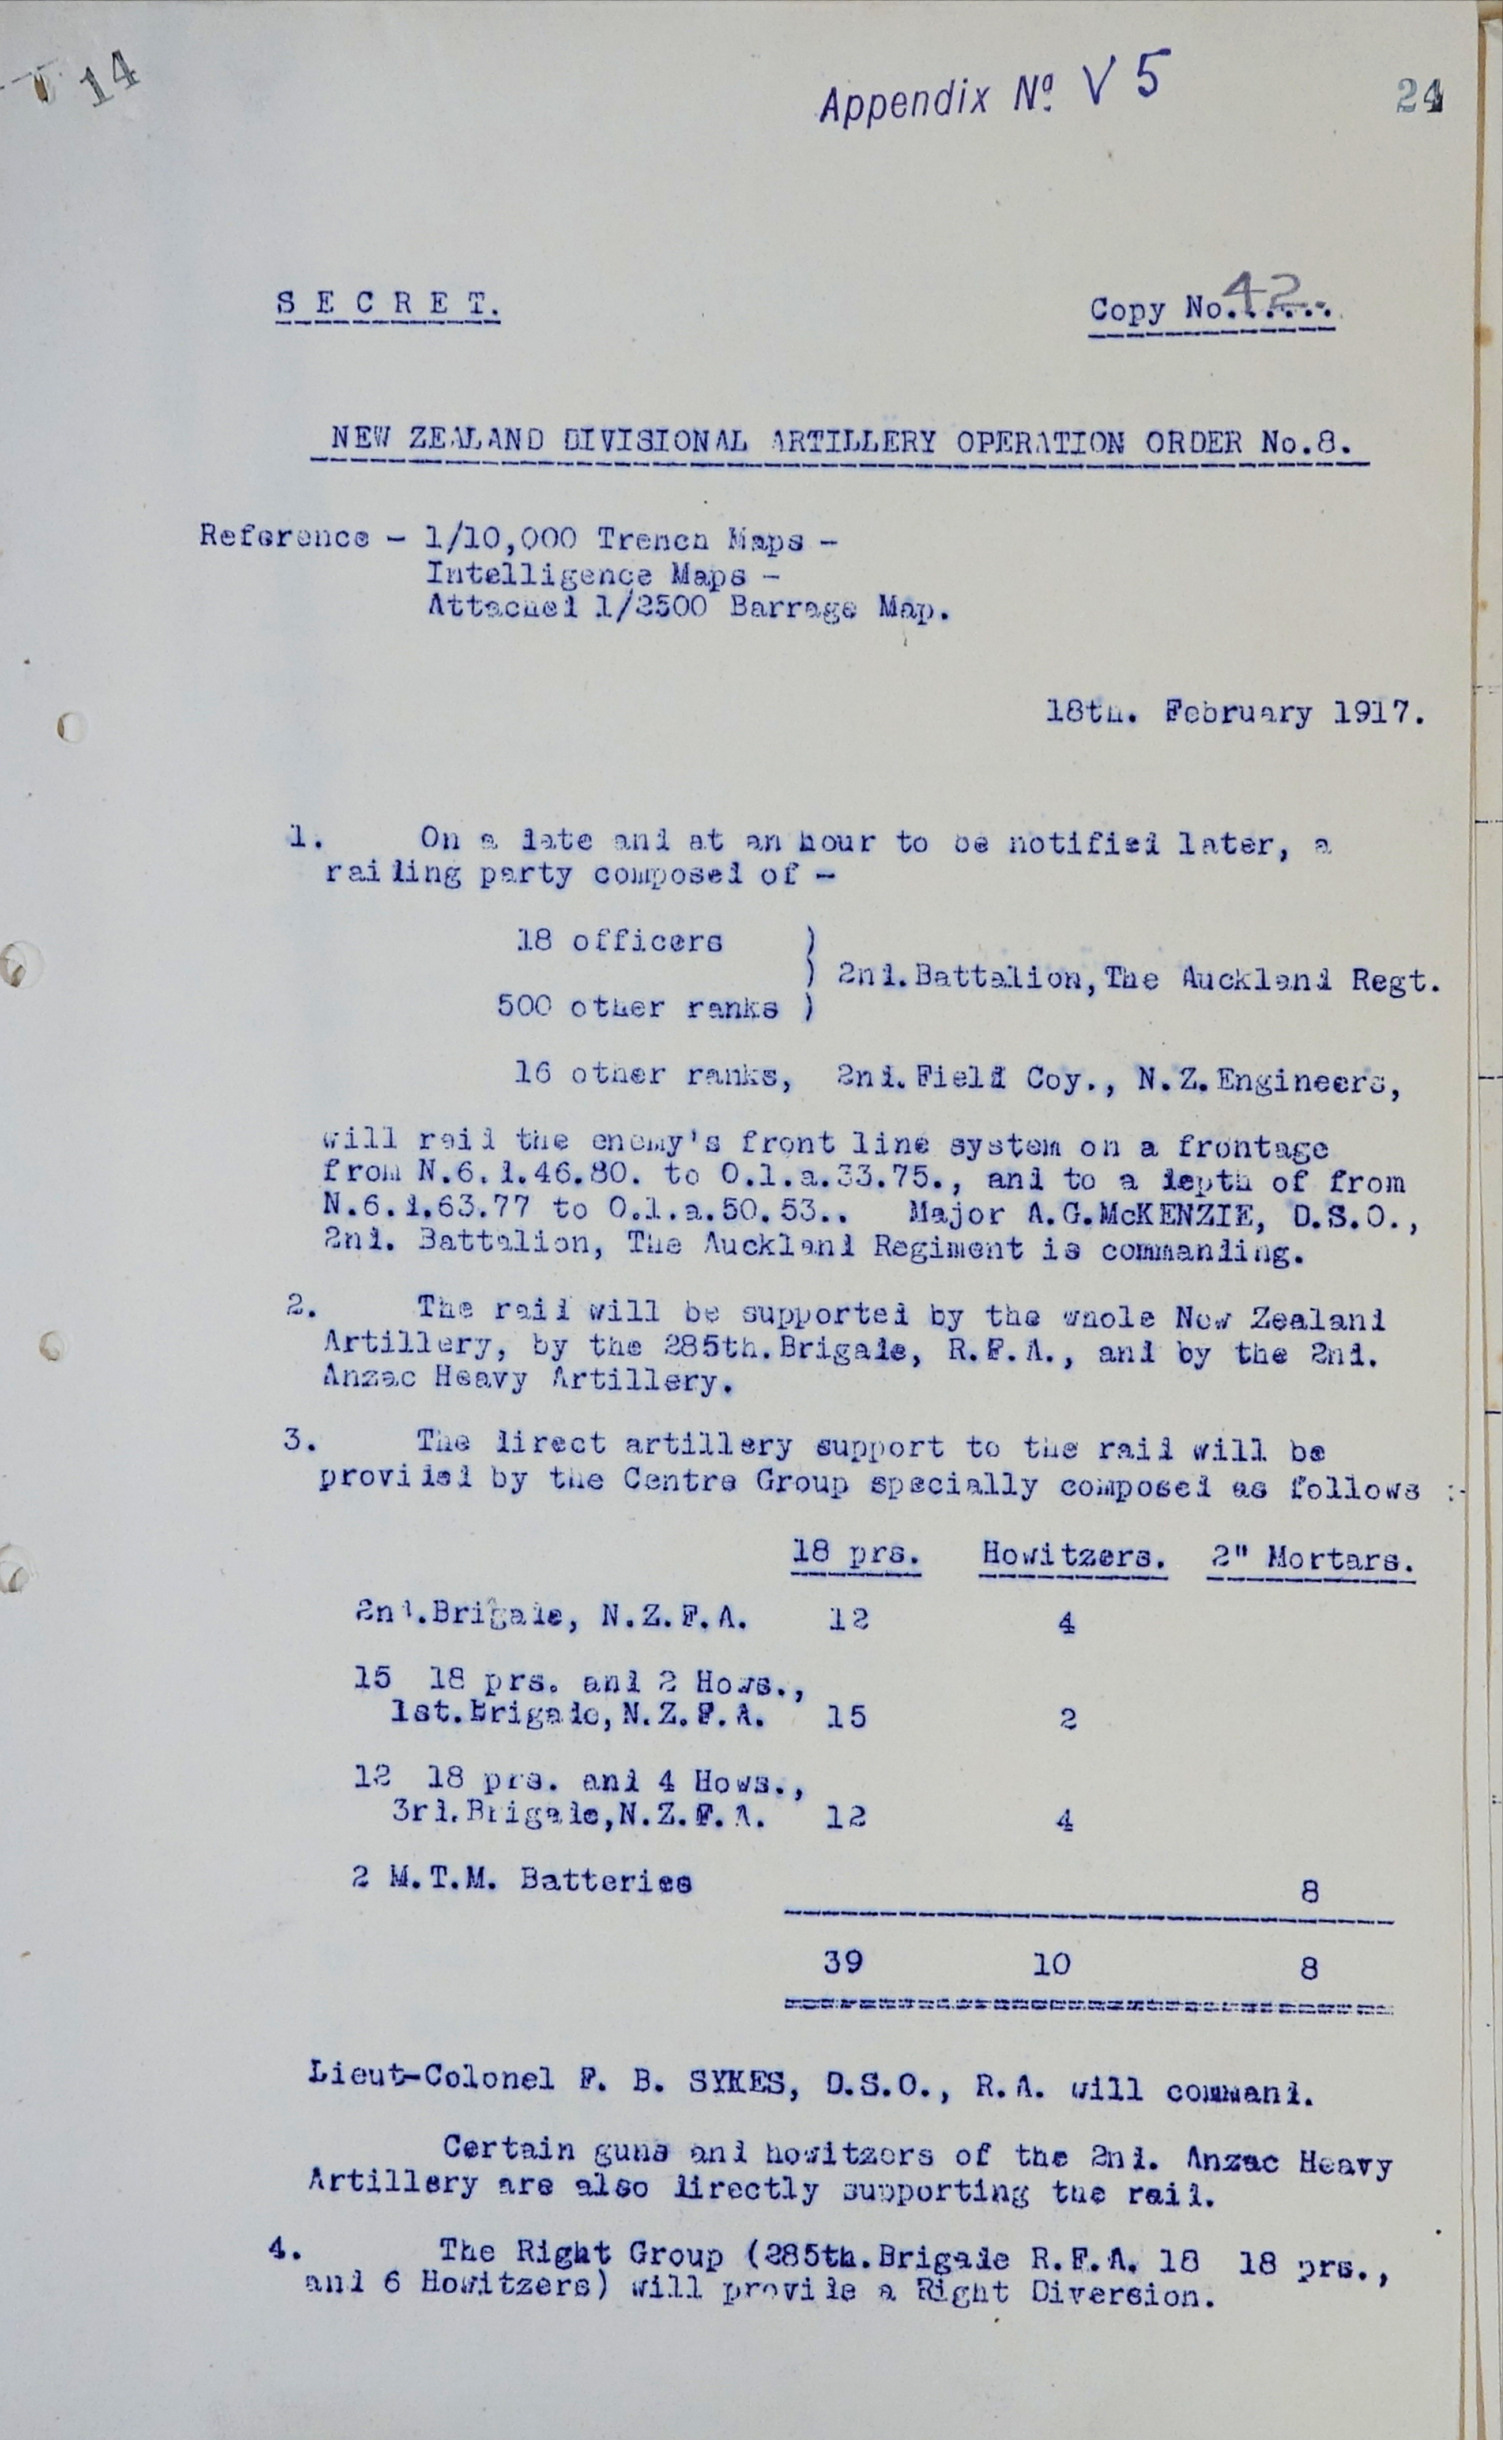 14
Appendix Nº V 5
24
S E C R E T.
Copy No.42.....
NEW ZEALAND DIVISIONAL ARTILLERY OPERATION ORDER No.8.
Reference - 1/10,000 Trench Maps -
Intelligence Maps -
Attached 1/2500 Barrage Map.
18th. February 1917.
1. On a date and at an hour to be notified later, a
raiding party composed of -
18 officers )
) 2nd.Battalion,The Auckland Regt.
500 other ranks )
16 other ranks, 2nd.Field Coy., N.Z.Engineers,
will raid the enemy's front line system on a frontage
from N.6.d.46.80. to O.1.a.33.75., and to a depth of from
N.6.d.63.77 to O.1.a.50.53.. Major A.G.McKENZIE, D.S.O.,
2nd. Battalion, The Auckland Regiment is commanding.
2. The raid will be supported by the whole New Zealand
Artillery, by the 285th.Brigade, R.F.A., and by the 2nd.
Anzac Heavy Artillery.
3. The direct artillery support to the raid will be
provided by the Centre Group specially composed as follows :-
18 prs. Howitzers. 2" Mortars.
2nd.Brigade, N.Z.F.A. 12 4
15 18 prs. and 2 Hows.,
1st.Brigade,N.Z.F.A. 15 2
12 18 prs. and 4 Hows.,
3rd.Brigade,N.Z.F.A. 12 4
2 M.T.M. Batteries 8
39 10 8
Lieut-Colonel F. B. SYKES, D.S.O., R.A. will command.
Certain guns and howitzers of the 2nd. Anzac Heavy
Artillery are also directly supporting the raid.
4. The Right Group (285th.Brigade R.F.A. 18 18 prs.,
and 6 Howitzers) will provide a Right Diversion.